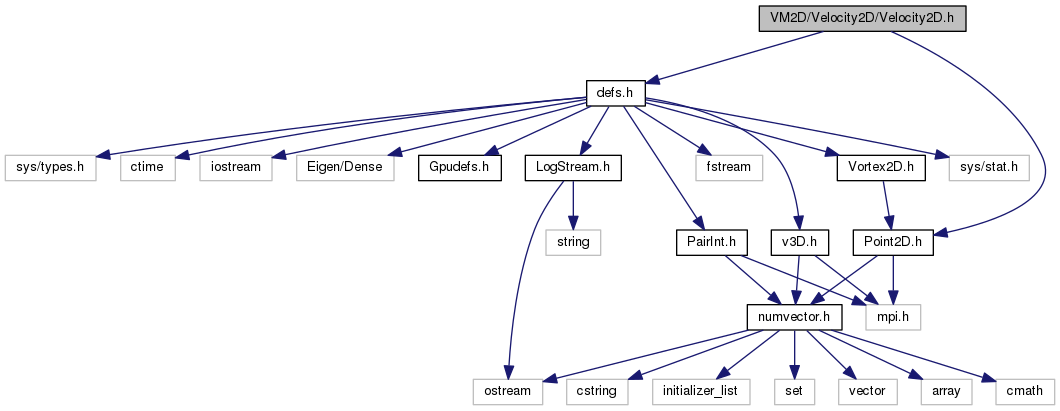 VM2D/Velocity2D/Velocity2D.h
defs.h
sys/types.h
ctime
iostream
Eigen/Dense
Gpudefs.h
LogStream.h
fstream
Vortex2D.h
sys/stat.h
string
PairInt.h
v3D.h
Point2D.h
numvector.h
mpi.h
ostream
cstring
initializer_list
set
vector
array
cmath